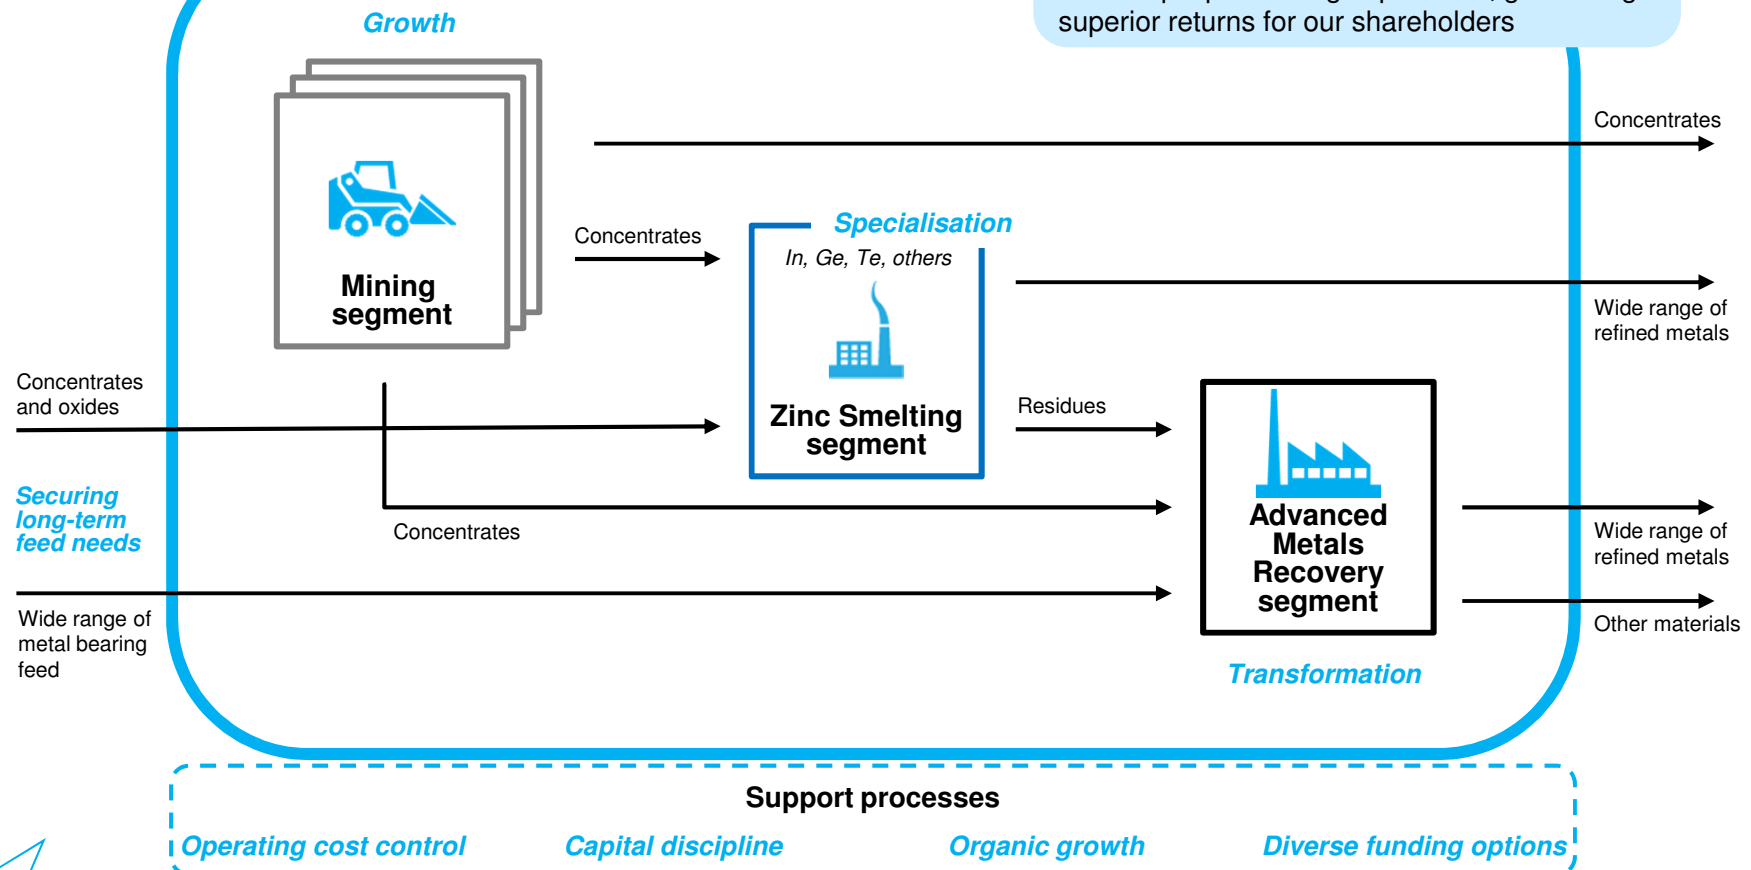 superior returns for our shareholders
Growth
Concentrates
Mining
segment
Concentrates
Specialisation
In, Ge, Te, others
Zinc Smelting
segment
Wide range of
refined metals
Concentrates
and oxides
Residues
Securing
long-term
feed needs
Concentrates
Advanced
Metals
Recovery
segment
Wide range of
refined metals
Wide range of
metal bearing
feed
Other materials
Transformation
Support processes
Operating cost control
Capital discipline
Organic growth
Diverse funding options